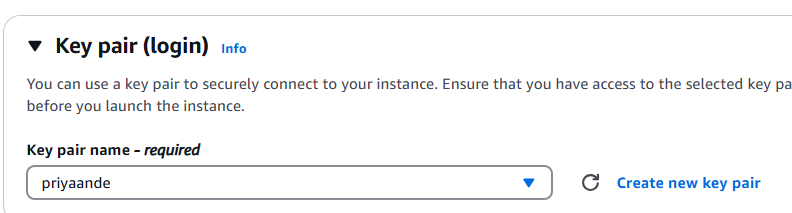 Key pair (login) Info
You can use a key pair to securely connect to your instance. Ensure that you have access to the selected key pa
before you launch the instance.
Key pair name - required
priyaande
Create new key pair